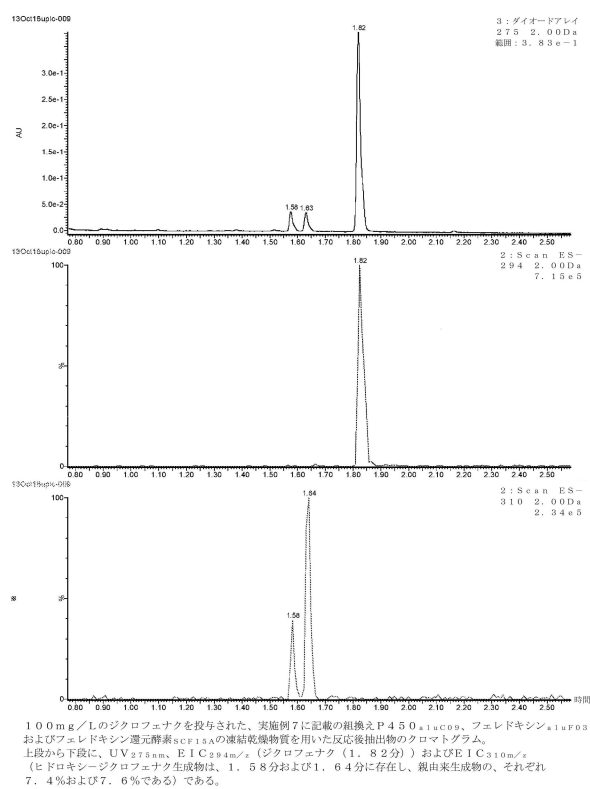 13Oct16uplc-009
3：ダイオードアレイ
275 2.00Da
範囲：3.83e-1
1.82
3.0e-1
2.5e-1
2.0e-1
AU
1.5e-1
1.0e-1
5.0e-2
1.58 1.63
0.0
0.80 0.90 1.00 1.10 1.20 1.30 1.40 1.50 1.60 1.70 1.80 1.90 2.00 2.10 2.20 2.30 2.40 2.50
13Oct16uplc-009
2：Scan ES-
294 2.00Da
7.15e5
1.82
100
%
0
0.80 0.90 1.00 1.10 1.20 1.30 1.40 1.50 1.60 1.70 1.80 1.90 2.00 2.10 2.20 2.30 2.40 2.50
13Oct16uplc-009
2：Scan ES-
310 2.00Da
2.34e5
1.64
100
%
1.58
0
時間
0.80 0.90 1.00 1.10 1.20 1.30 1.40 1.50 1.60 1.70 1.80 1.90 2.00 2.10 2.20 2.30 2.40 2.50
100mg/Lのジクロフェナクを投与された、実施例7に記載の組換えP450aluC09、フェレドキシンaluF03
およびフェレドキシン還元酵素SCF15Aの凍結乾燥物質を用いた反応後抽出物のクロマトグラム。
上段から下段に、UV275nm、EIC294m/z（ジクロフェナク（1．82分））およびEIC310m/z
（ヒドロキシージクロフェナク生成物は、1．58分および1．64分に存在し、親由来生成物の、それぞれ
7．4%および7．6%である）である。